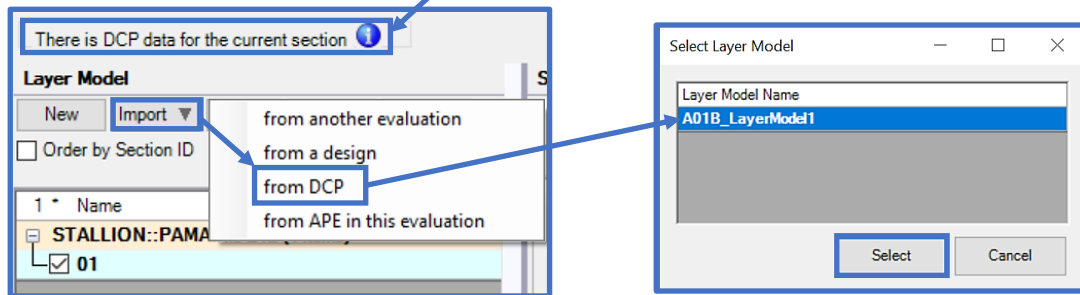 There is DCP data for the current section
Layer Model
S
New Import
from another evaluation
Order by Section ID
from a design
from DCP
1 * Name
from APE in this evaluation
STALLION::PAMA
01
Select Layer Model
Layer Model Name
A01B_LayerModel1
Select Cancel